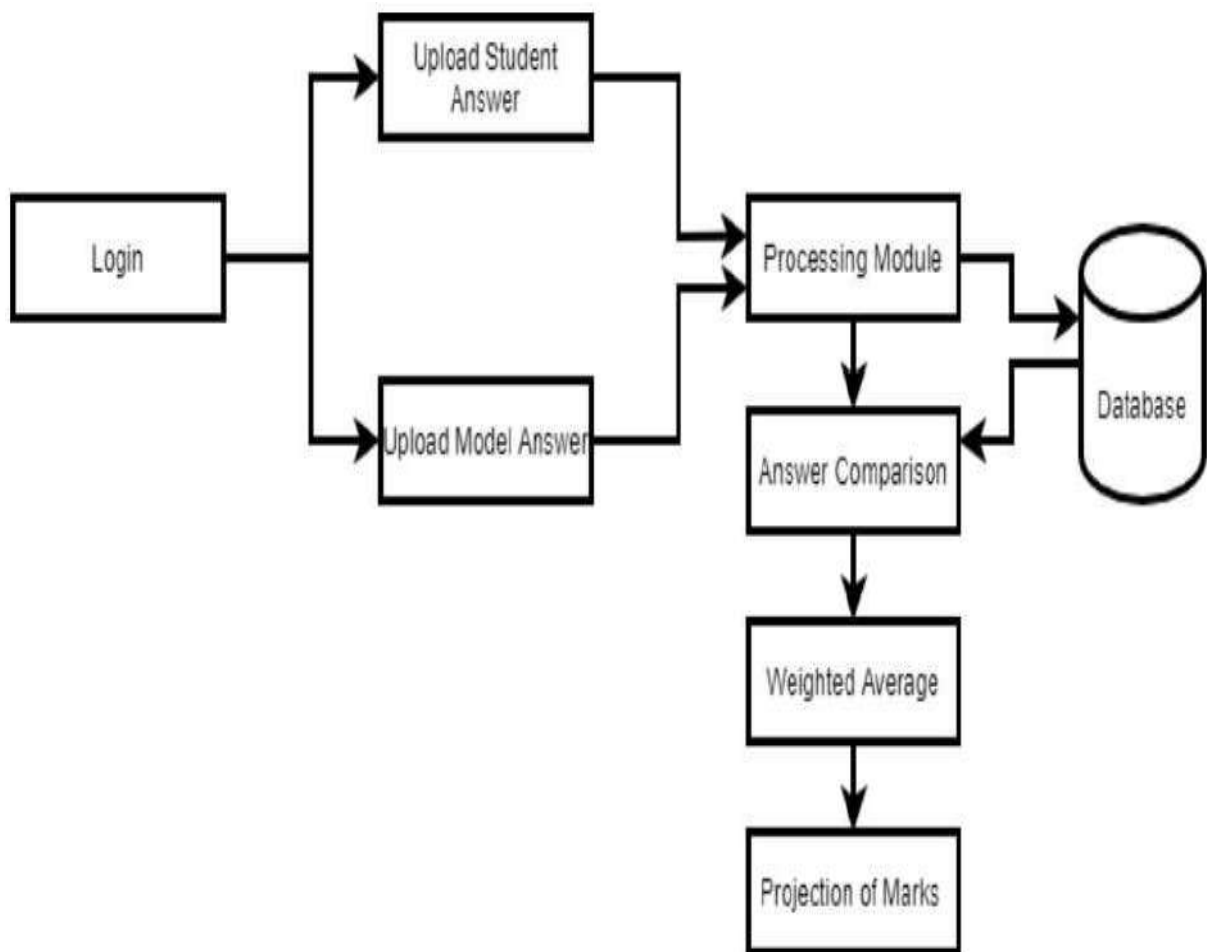 Upload Student
Answer
Login
Processing Module
Upload Model Answer
Database
Answer Comparison
Weighted Average
Projection of Marks